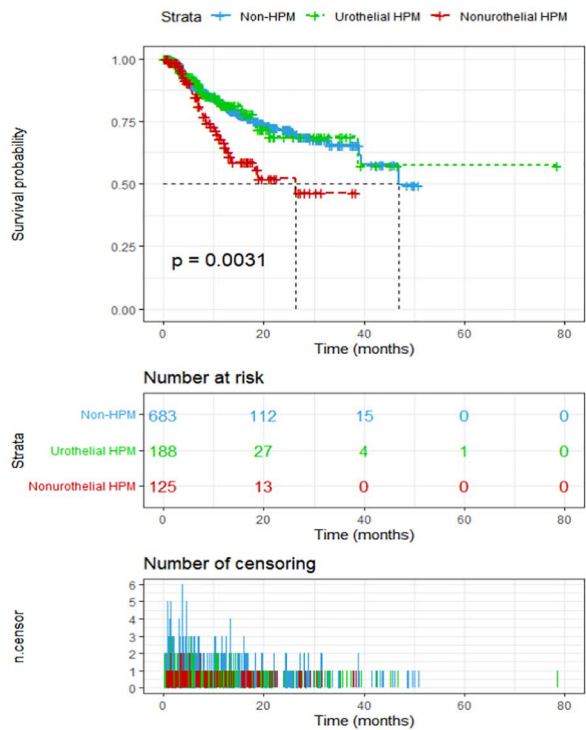 Strata Non-HPM Urothelial HPM Nonurothelial HPM
Survival probability
1.00
0.75
0.50
0.25
0.00
p = 0.0031
0 20 40 60 80
Time (months)
Number at risk
Strata
Non-HPM 683 112 15 0 0
Urothelial HPM 188 27 4 1 0
Nonurothelial HPM 125 13 0 0 0
0 20 40 60 80
Time (months)
Number of censoring
n.censor
6
5
4
3
2
1
0
0 20 40 60 80
Time (months)